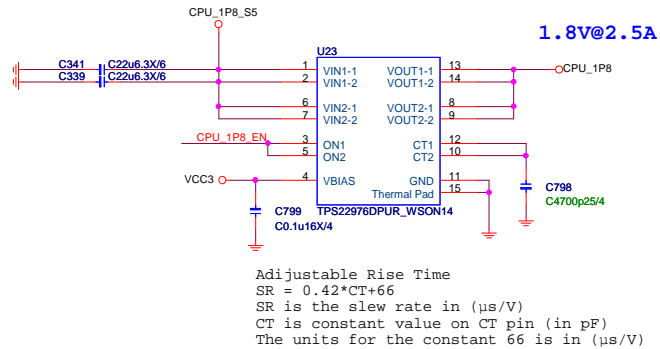 CPU_1P8_S5
1.8V@2.5A
U23
C341 C22u6.3X/6
C339 C22u6.3X/6
1 VIN1-1 VOUT1-1 13
CPU_1P8
2 VIN1-2 VOUT1-2 14
6 VIN2-1 VOUT2-1 8
7 VIN2-2 VOUT2-2 9
CPU_1P8_EN
3 ON1 CT1 12
5 ON2 CT2 10
VCC3 4 VBIAS GND 11
Thermal Pad 15
C798
C4700p25/4
C799
C0.1u16X/4
TPS22976DPUR_WSON14
Adijustable Rise Time
SR = 0.42*CT+66
SR is the slew rate in (µs/V)
CT is constant value on CT pin (in pF)
The units for the constant 66 is in (µs/V)